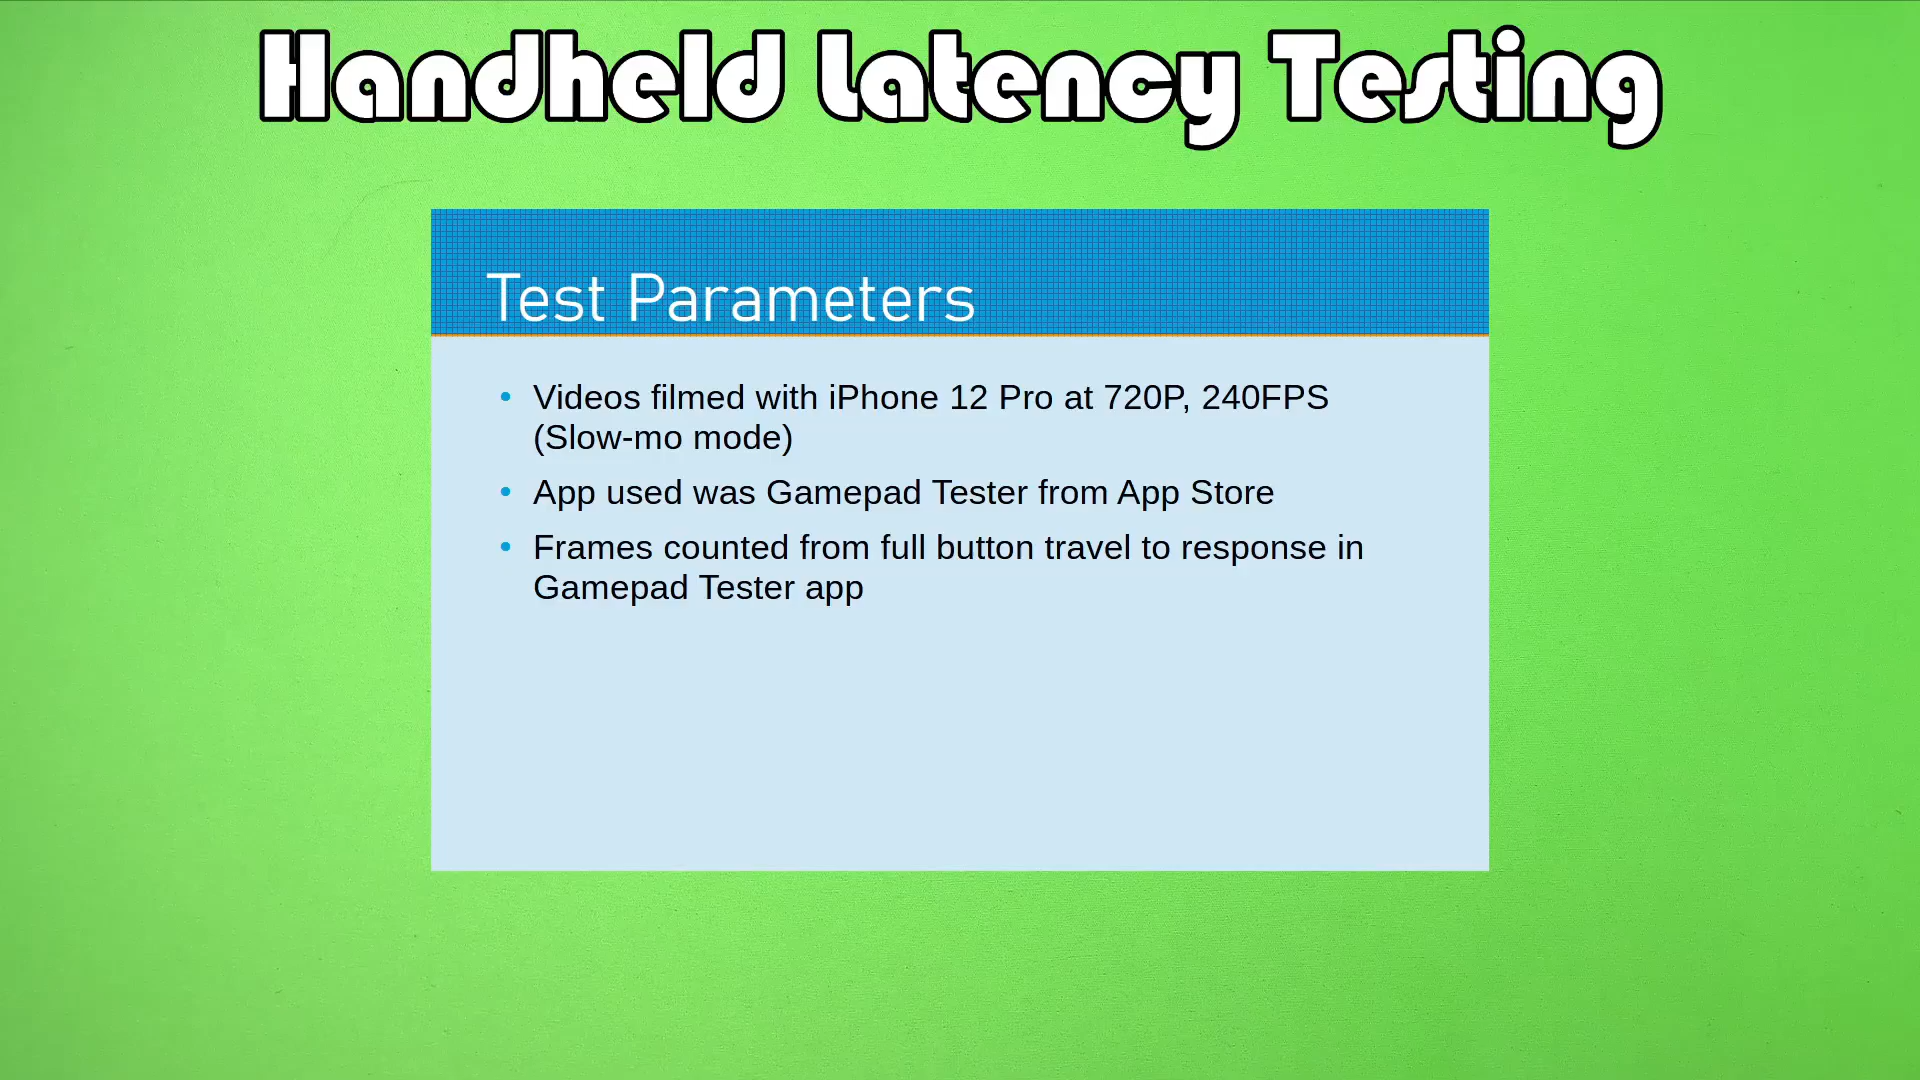 Handheld Latency Testing
Test Parameters
• Videos filmed with iPhone 12 Pro at 720P, 240FPS
(Slow-mo mode)
• App used was Gamepad Tester from App Store
• Frames counted from full button travel to response in
Gamepad Tester app